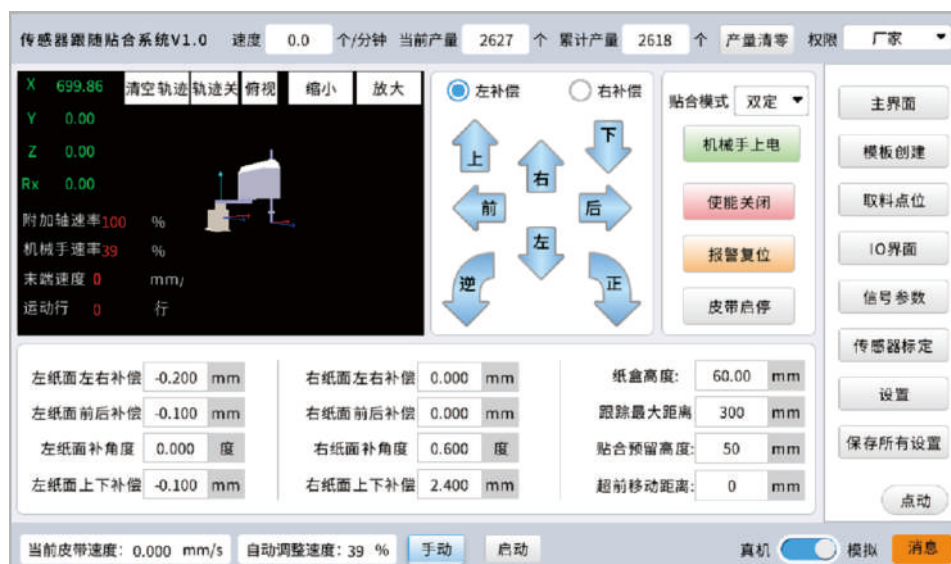 传感器跟随贴合系统V1.0 速度 0.0 个/分钟 当前产量 2627 个 累计产量 2618 个 产量清零 权限 厂家
X 699.86 清空轨迹 轨迹关 俯视 缩小 放大
Y 0.00
Z 0.00
Rx 0.00
附加轴速率100 %
机械手速率39 %
末端速度 0 mm/
运动行 0 行
左补偿 右补偿
上 右 下
前 后
逆 左 正
贴合模式 双定
机械手上电
使能关闭
报警复位
皮带启停
主界面
模板创建
取料点位
IO界面
信号参数
传感器标定
设置
保存所有设置
点动
左纸面左右补偿 -0.200 mm 右纸面左右补偿 0.000 mm 纸盒高度: 60.00 mm
左纸面前后补偿 -0.100 mm 右纸面前后补偿 0.000 mm 跟踪最大距离 300 mm
左纸面补角度 0.000 度 右纸面补角度 0.600 度 贴合预留高度: 50 mm
左纸面上下补偿 -0.100 mm 右纸面上下补偿 2.400 mm 超前移动距离: 0 mm
当前皮带速度: 0.000 mm/s 自动调整速度: 39 % 手动 启动 真机 模拟 消息